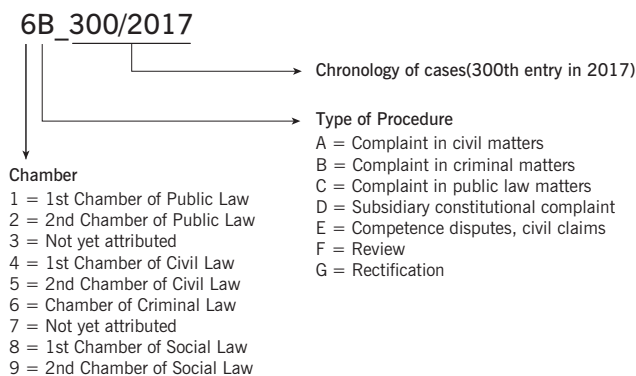 6B_300/2017
Chronology of cases(300th entry in 2017)
Type of Procedure
A = Complaint in civil matters
B = Complaint in criminal matters
C = Complaint in public law matters
D = Subsidiary constitutional complaint
E = Competence disputes, civil claims
F = Review
G = Rectification
Chamber
1 = 1st Chamber of Public Law
2 = 2nd Chamber of Public Law
3 = Not yet attributed
4 = 1st Chamber of Civil Law
5 = 2nd Chamber of Civil Law
6 = Chamber of Criminal Law
7 = Not yet attributed
8 = 1st Chamber of Social Law
9 = 2nd Chamber of Social Law